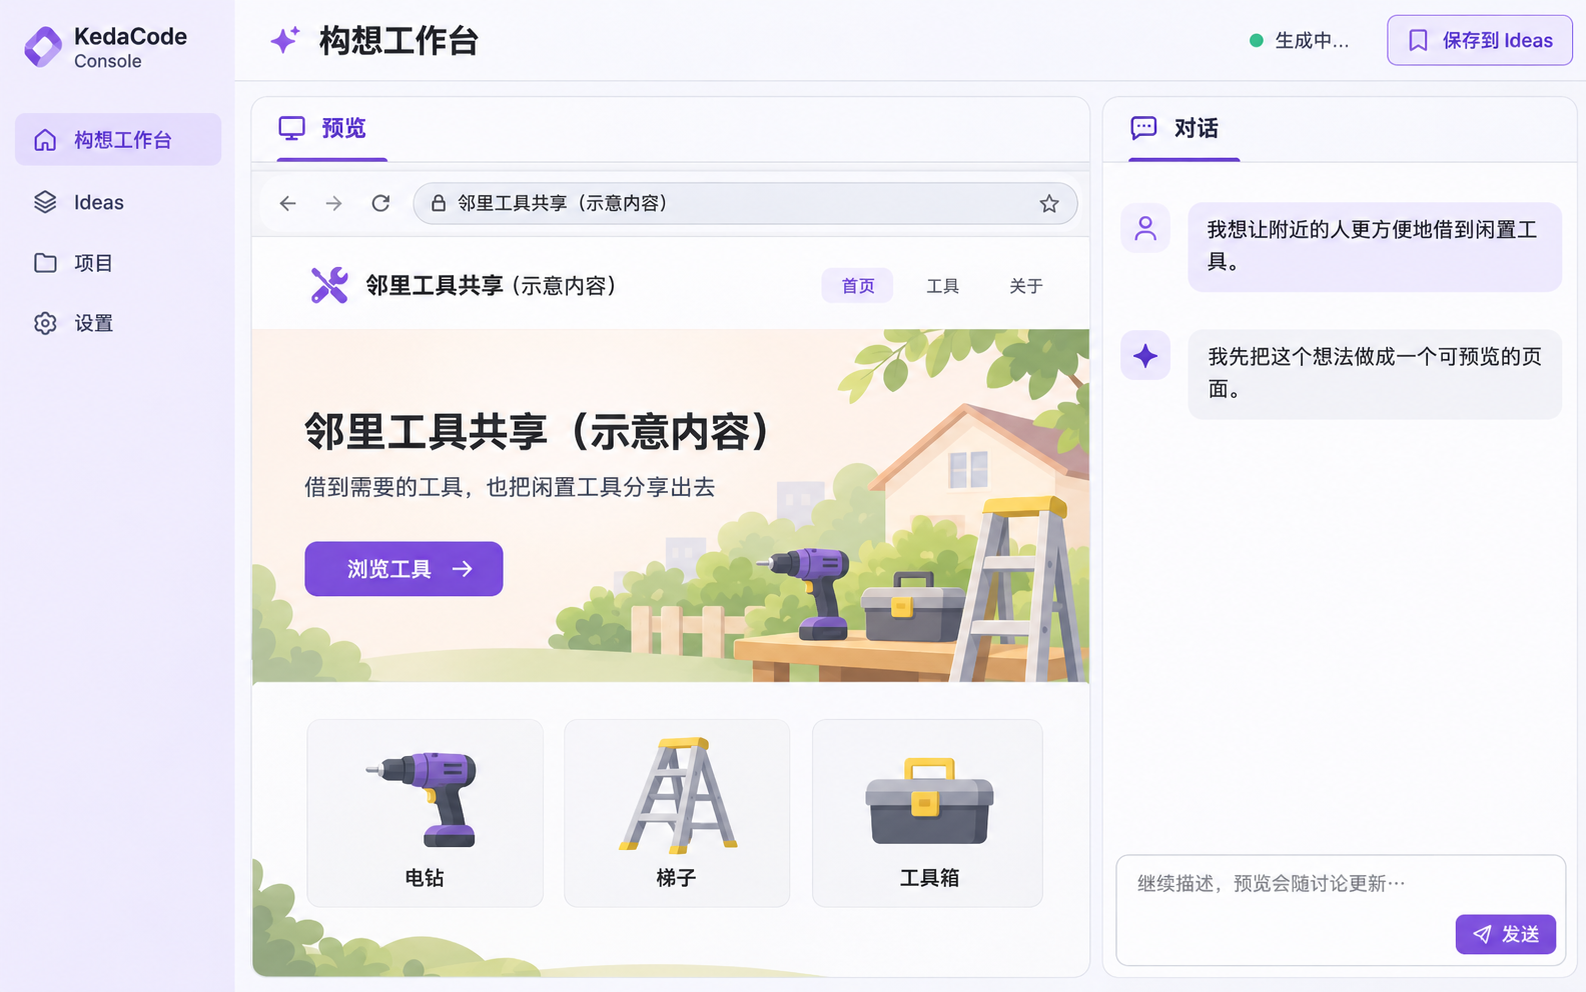 KedaCode
Console
构想工作台
Ideas
项目
设置
构想工作台
生成中...
保存到 Ideas
预览
邻里工具共享（示意内容）
邻里工具共享（示意内容）
首页
工具
关于
邻里工具共享（示意内容）
借到需要的工具，也把闲置工具分享出去
浏览工具 →
电钻
梯子
工具箱
对话
我想让附近的人更方便地借到闲置工
具。
我先把这个想法做成一个可预览的页
面。
继续描述，预览会随讨论更新…
发送